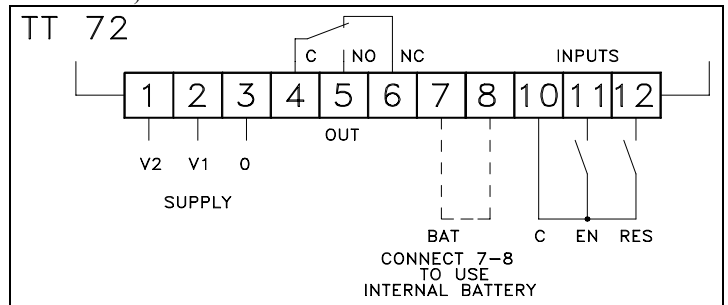 TT 72
C NO NC INPUTS
1 2 3 4 5 6 7 8 10 11 12
OUT
V2 V1 0
SUPPLY
BAT C EN RES
CONNECT 7-8
TO USE
INTERNAL BATTERY